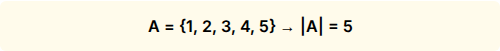 A = {1, 2, 3, 4, 5} → |A| = 5